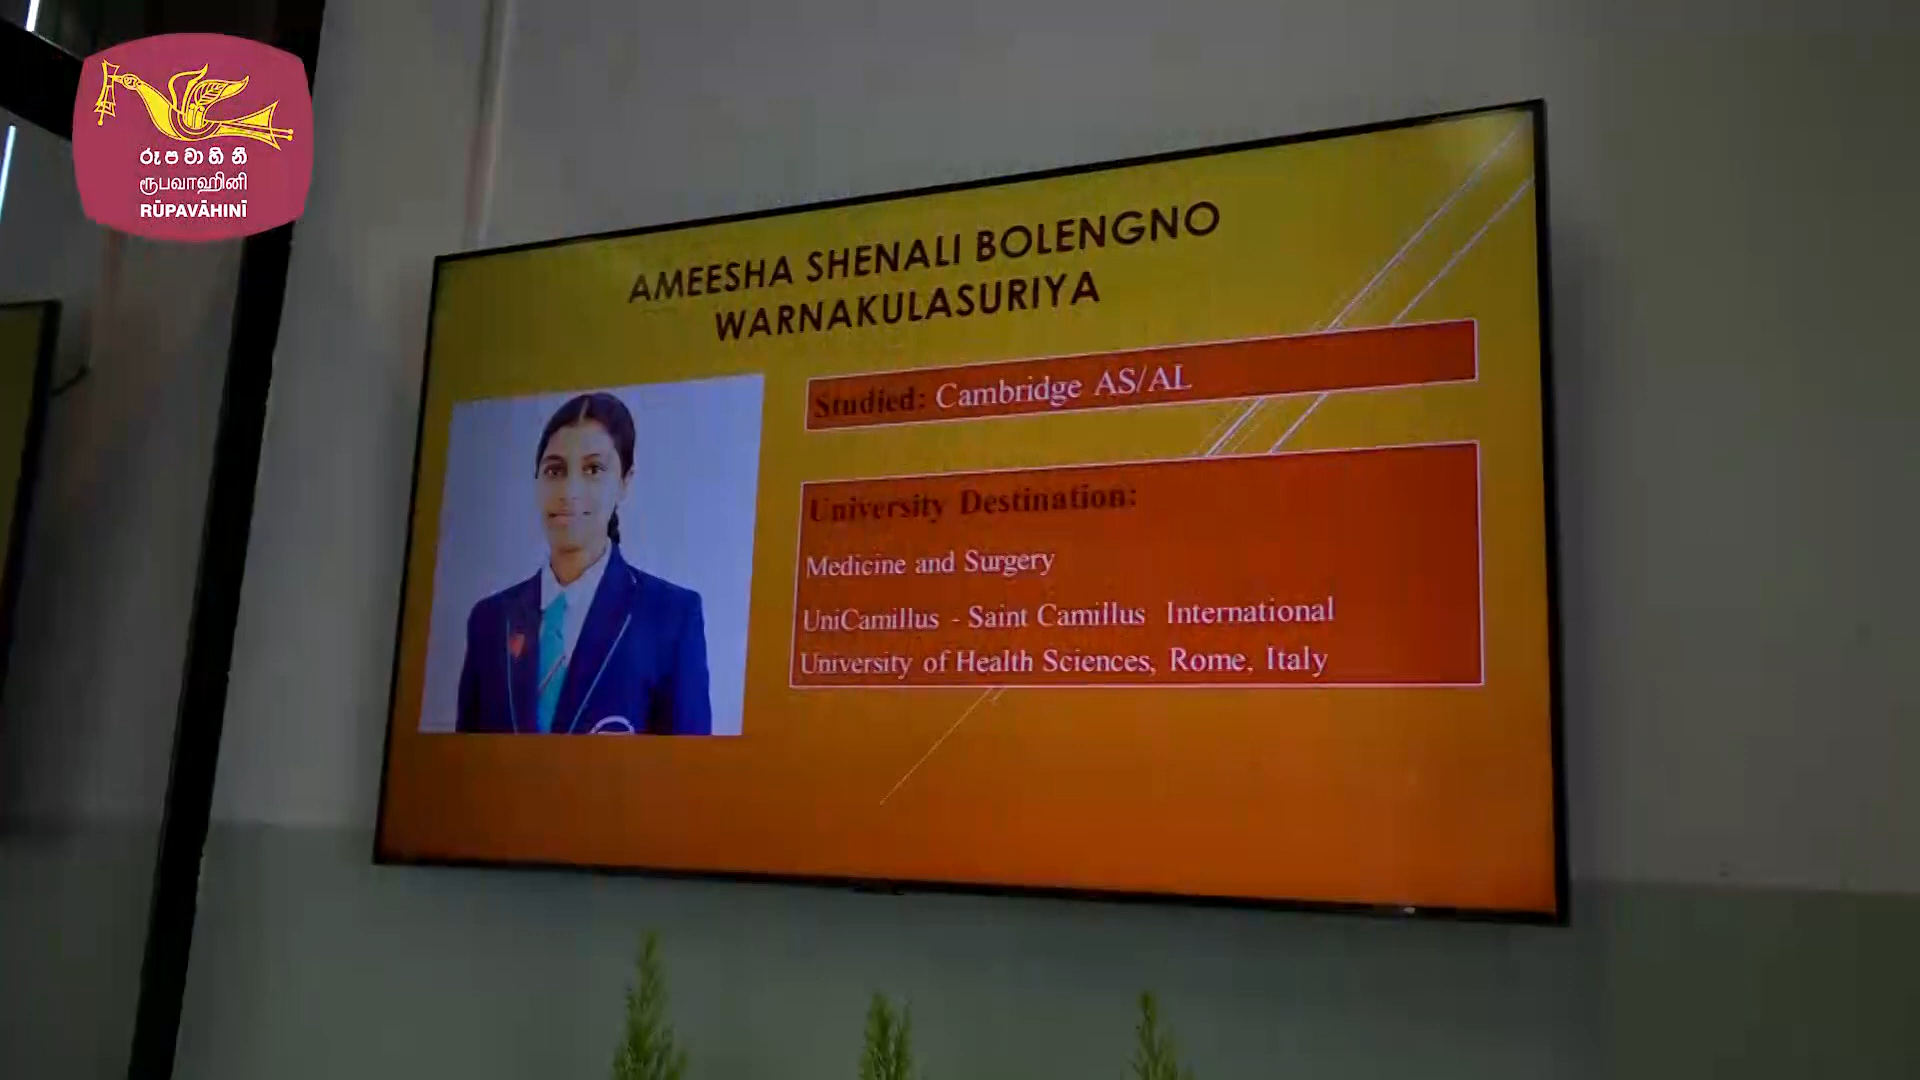 රූපවාහිනී
ரூபவாஹினி
RŪPAVĀHINĪ
AMEESHA SHENALI BOLENGNO
WARNAKULASURIYA
Studied: Cambridge AS/AL
University Destination:
Medicine and Surgery
UniCamillus - Saint Camillus International
University of Health Sciences, Rome, Italy